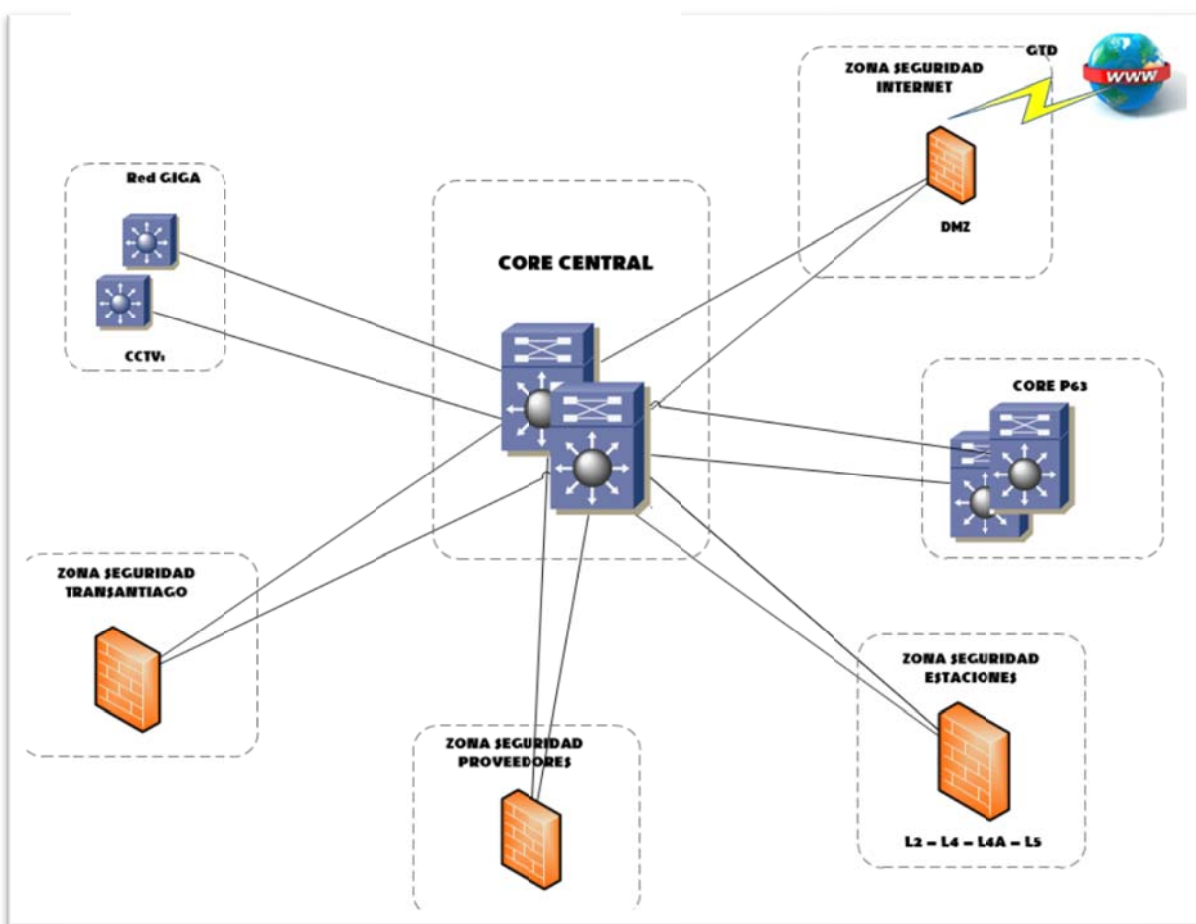 GTD
WWW
ZONA SEGURIDAD
INTERNET
DMZ
Red GIGA
CCTV:
CORE CENTRAL
CORE P63
ZONA SEGURIDAD
TRANSANTIAGO
ZONA SEGURIDAD
ESTACIONES
L2 – L4 – L4A – L5
ZONA SEGURIDAD
PROVEEDORES